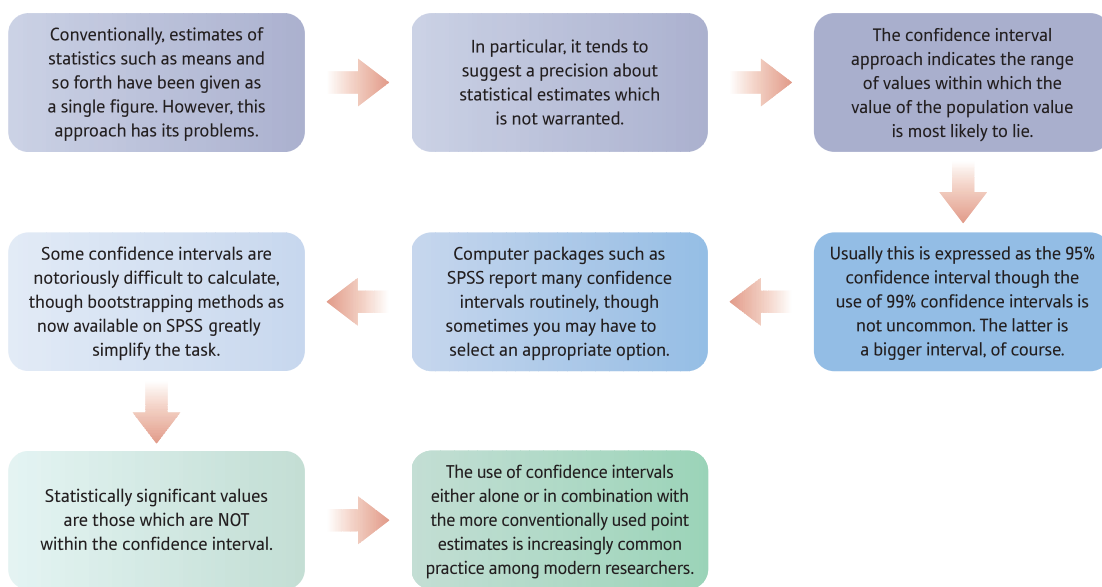 Conventionally, estimates of
statistics such as means and
so forth have been given as
a single figure. However, this
approach has its problems.
In particular, it tends to
suggest a precision about
statistical estimates which
is not warranted.
The confidence interval
approach indicates the range
of values within which the
value of the population value
is most likely to lie.
Usually this is expressed as the 95%
confidence interval though the
use of 99% confidence intervals is
not uncommon. The latter is
a bigger interval, of course.
Computer packages such as
SPSS report many confidence
intervals routinely, though
sometimes you may have to
select an appropriate option.
Some confidence intervals are
notoriously difficult to calculate,
though bootstrapping methods as
now available on SPSS greatly
simplify the task.
Statistically significant values
are those which are NOT
within the confidence interval.
The use of confidence intervals
either alone or in combination with
the more conventionally used point
estimates is increasingly common
practice among modern researchers.